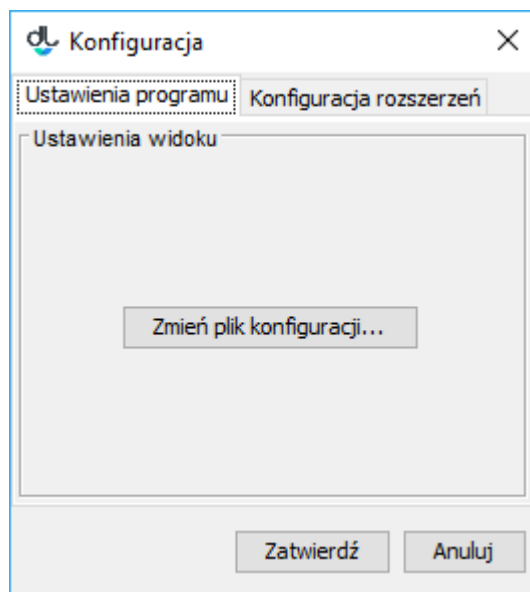 Konfiguracja
Ustawienia programu Konfiguracja rozszerzeń
Ustawienia widoku
Zmień plik konfiguracji...
Zatwierdź Anuluj